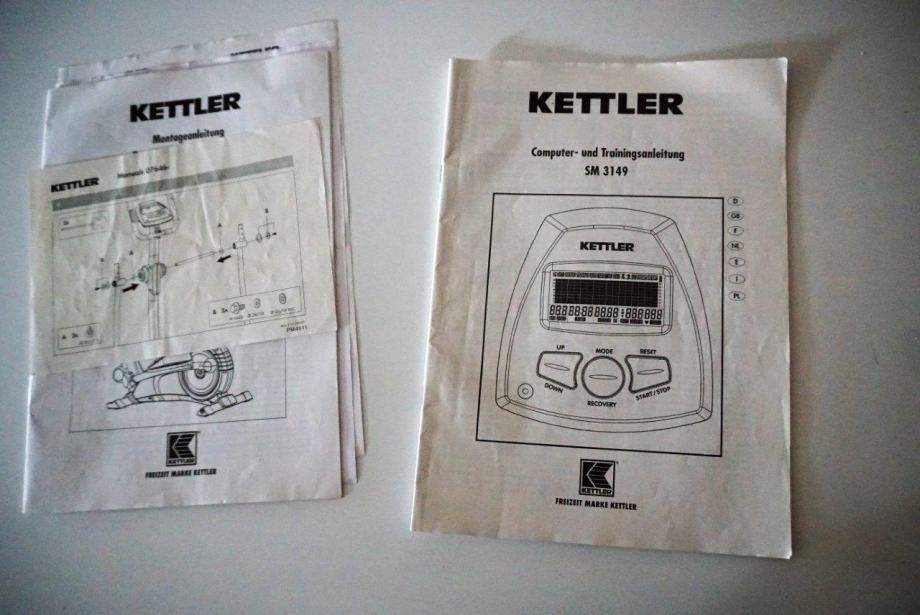 KETTLER
Montageanleitung
KETTLER
Manuals
KETTLER
FREIZEIT MARKE KETTLER
KETTLER
Computer- und Trainingsanleitung
SM 3149
D
GB
F
NL
E
I
PL
KETTLER
UP
MODE
RESET
DOWN
RECOVERY
START/STOP
KETTLER
FREIZEIT MARKE KETTLER